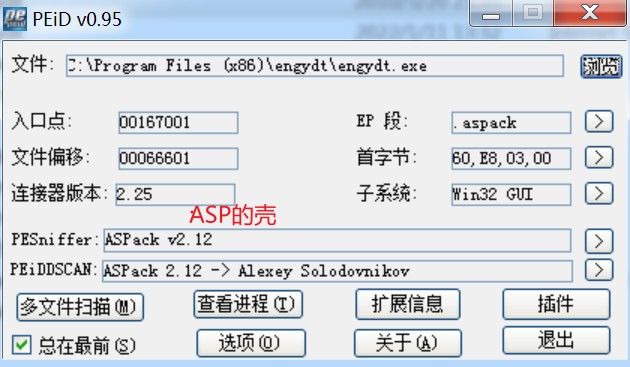 PEiD v0.95
文件: C:\Program Files (x86)\engydt\engydt.exe 浏览
入口点: 00167001 EP 段: .aspack >
文件偏移: 00066601 首字节: 60,E8,03,00 >
连接器版本: 2.25 子系统: Win32 GUI >
ASP的壳
PESniffer: ASPack v2.12 >
PEiDDSCAN: ASPack 2.12 -> Alexey Solodovnikov >
多文件扫描(M) 查看进程(T) 扩展信息 插件
总在最前(S) 选项(O) 关于(A) 退出